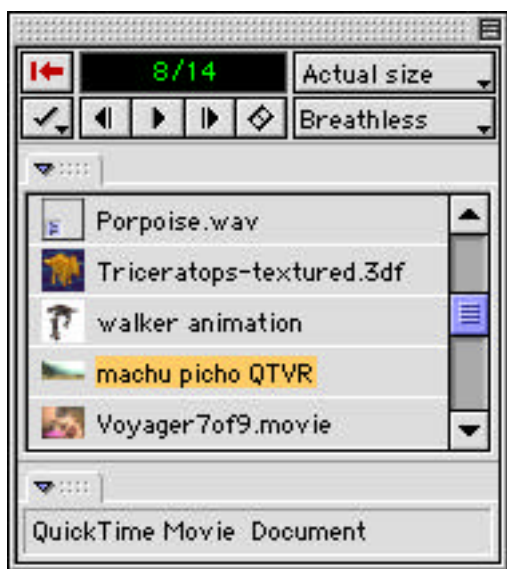 8/14
Actual size
Breathless
Porpoise.wav
Triceratops-textured.3df
walker animation
machu picho QTVR
Voyager7of9.movie
QuickTime Movie Document